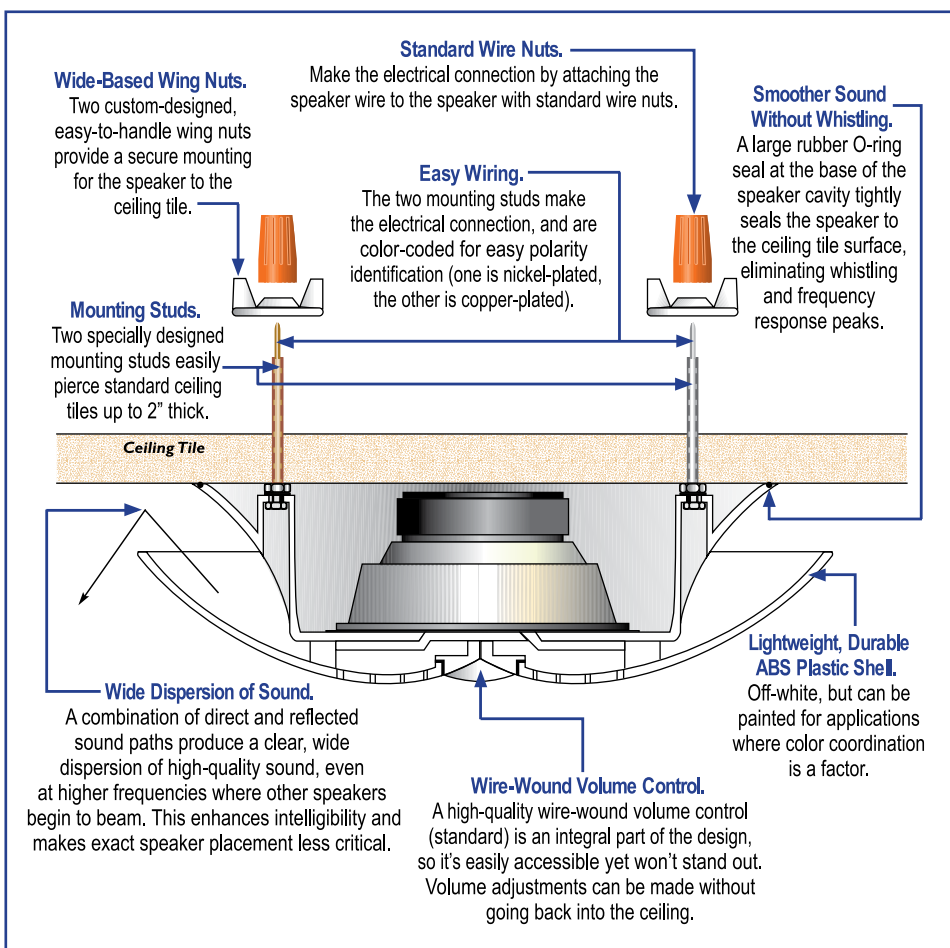 Wide-Based Wing Nuts.
Two custom-designed,
easy-to-handle wing nuts
provide a secure mounting
for the speaker to the
ceiling tile.
Standard Wire Nuts.
Make the electrical connection by attaching the
speaker wire to the speaker with standard wire nuts.
Smoother Sound
Without Whistling.
A large rubber O-ring
seal at the base of the
speaker cavity tightly
seals the speaker to
the ceiling tile surface,
eliminating whistling
and frequency
response peaks.
Easy Wiring.
The two mounting studs make
the electrical connection, and are
color-coded for easy polarity
identification (one is nickel-plated,
the other is copper-plated).
Mounting Studs.
Two specially designed
mounting studs easily
pierce standard ceiling
tiles up to 2” thick.
Ceiling Tile
Lightweight, Durable
ABS Plastic Shell.
Off-white, but can be
painted for applications
where color coordination
is a factor.
Wide Dispersion of Sound.
A combination of direct and reflected
sound paths produce a clear, wide
dispersion of high-quality sound, even
at higher frequencies where other speakers
begin to beam. This enhances intelligibility and
makes exact speaker placement less critical.
Wire-Wound Volume Control.
A high-quality wire-wound volume control
(standard) is an integral part of the design,
so it’s easily accessible yet won’t stand out.
Volume adjustments can be made without
going back into the ceiling.